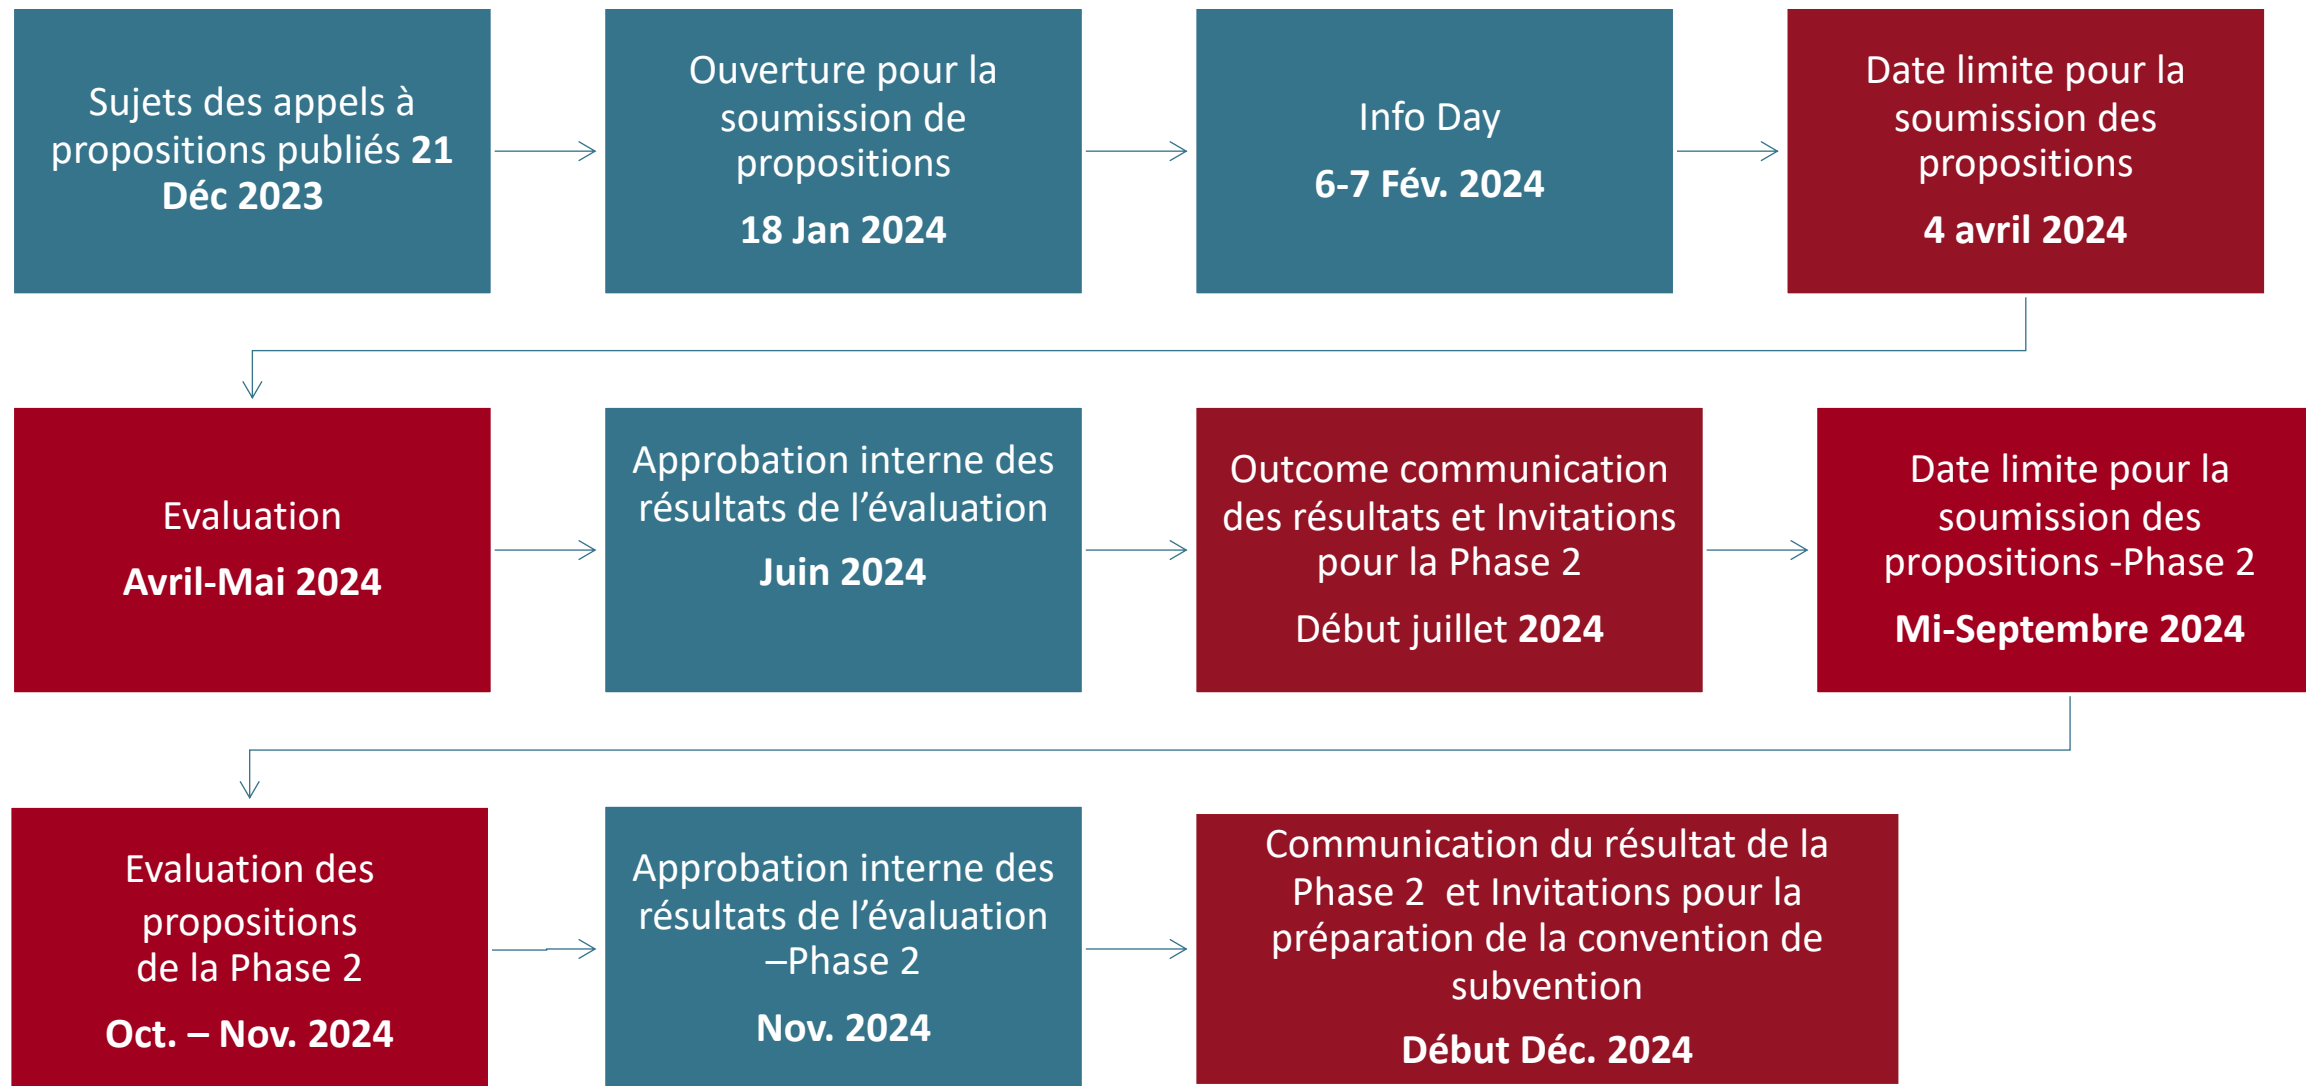 Sujets des appels à
propositions publiés 21
Déc 2023
Ouverture pour la
soumission de
propositions
18 Jan 2024
Info Day
6-7 Fév. 2024
Date limite pour la
soumission des
propositions
4 avril 2024
Evaluation
Avril-Mai 2024
Approbation interne des
résultats de l’évaluation
Juin 2024
Outcome communication
des résultats et Invitations
pour la Phase 2
Début juillet 2024
Date limite pour la
soumission des
propositions -Phase 2
Mi-Septembre 2024
Evaluation des
propositions
de la Phase 2
Oct. – Nov. 2024
Approbation interne des
résultats de l’évaluation
–Phase 2
Nov. 2024
Communication du résultat de la
Phase 2 et Invitations pour la
préparation de la convention de
subvention
Début Déc. 2024